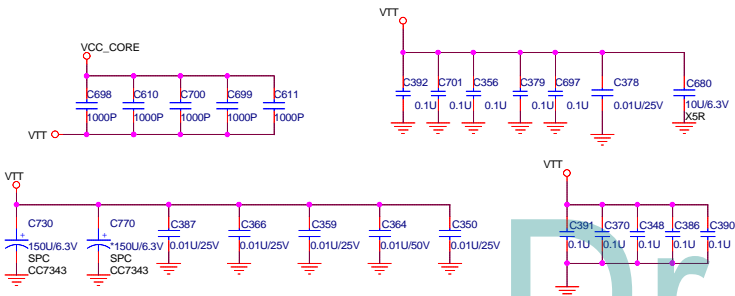 VCC_CORE
C698 C610 C700 C699 C611
1000P 1000P 1000P 1000P 1000P
VTT
VTT
C392 C701 C356 C379 C697 C378 C680
0.1U 0.1U 0.1U 0.1U 0.1U 0.01U/25V 10U/6.3V
X5R
VTT
C730 C770 C387 C366 C359 C364 C350
150U/6.3V *150U/6.3V 0.01U/25V 0.01U/25V 0.01U/25V 0.01U/50V 0.01U/25V
SPC SPC
CC7343 CC7343
VTT
C391 C370 C348 C386 C390
0.1U 0.1U 0.1U 0.1U 0.1U
Dr